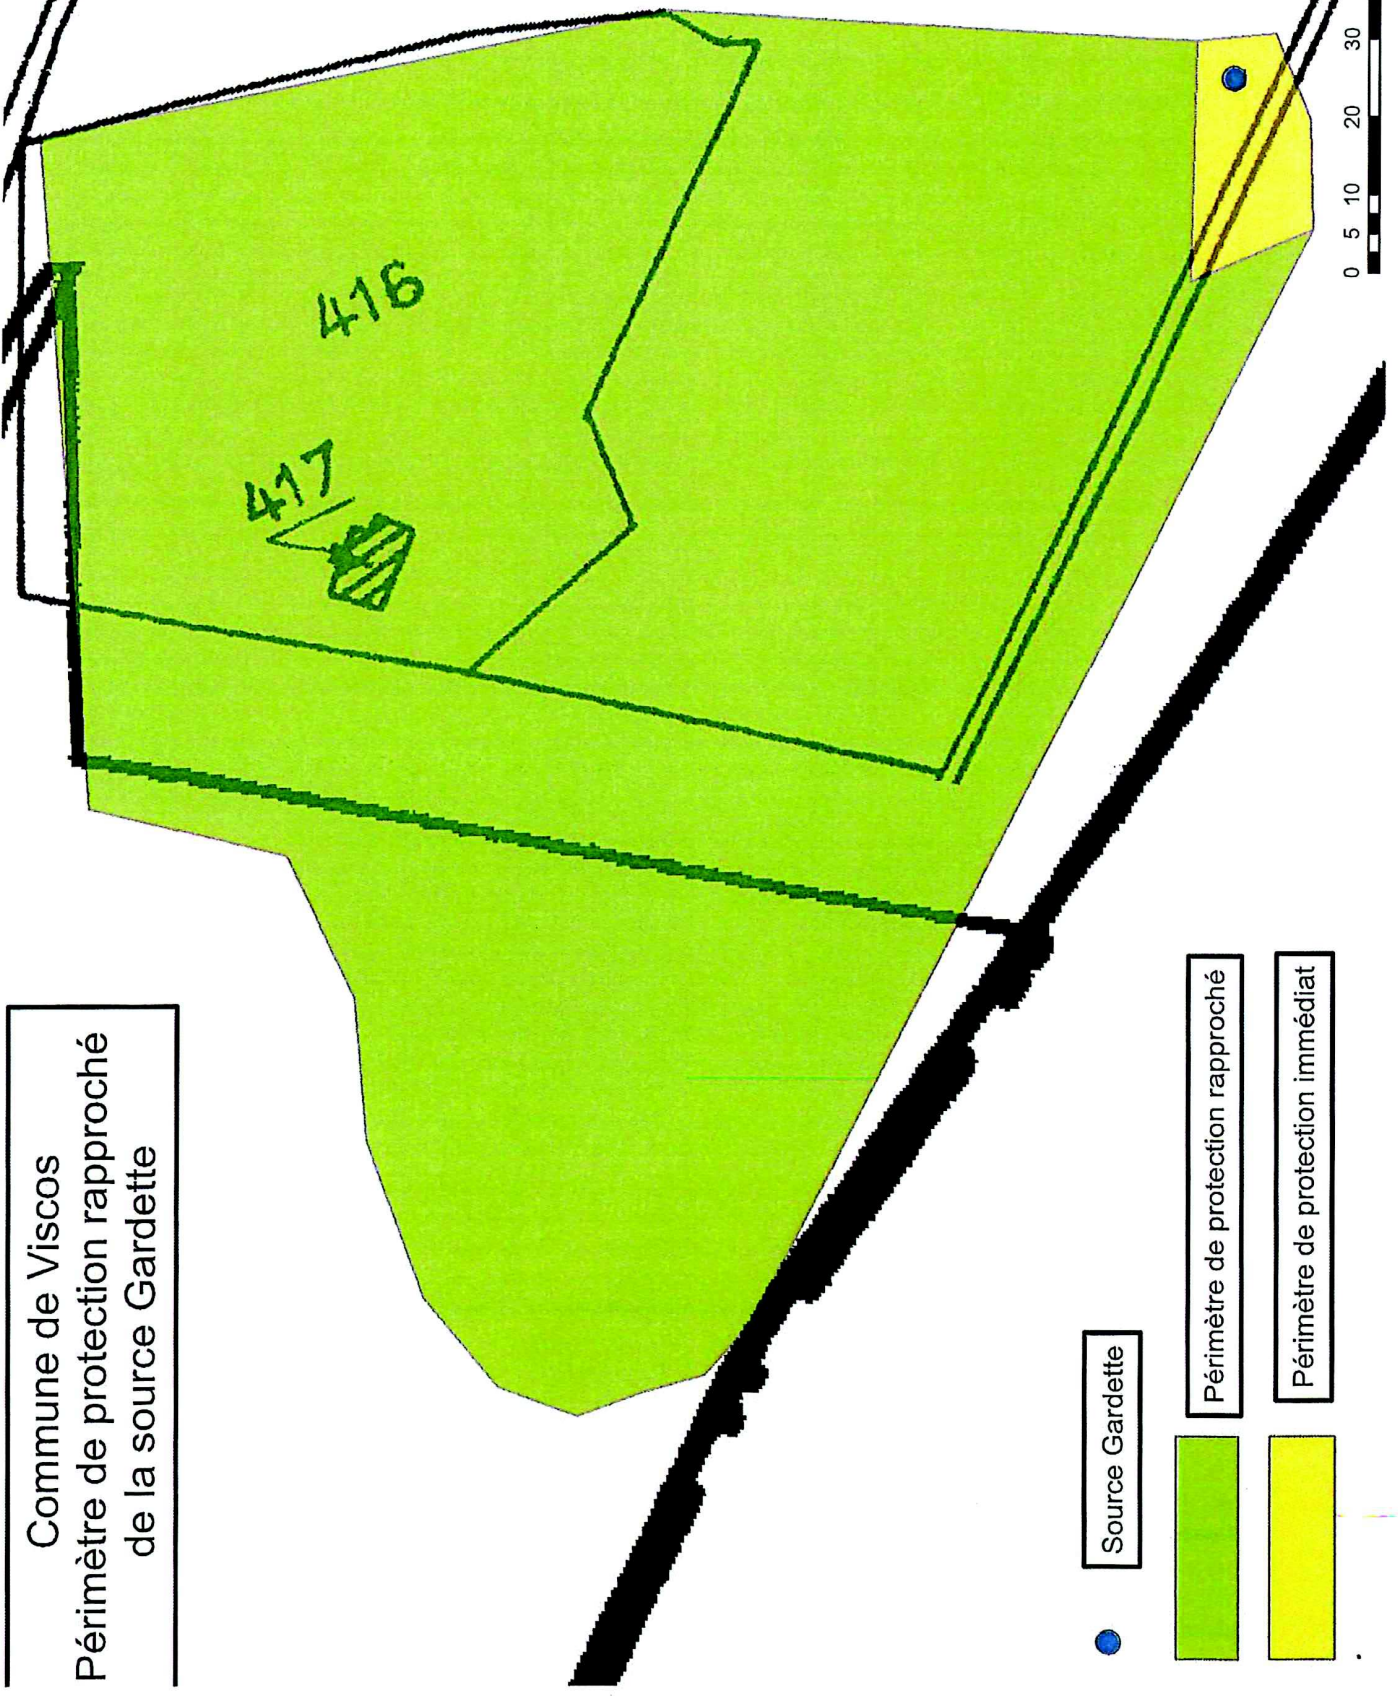 Commune de Viscos
Périmètre de protection rapproché
de la source Gardette
417
416
Source Gardette
Périmètre de protection rapproché
Périmètre de protection immédiat
0 5 10 20 30